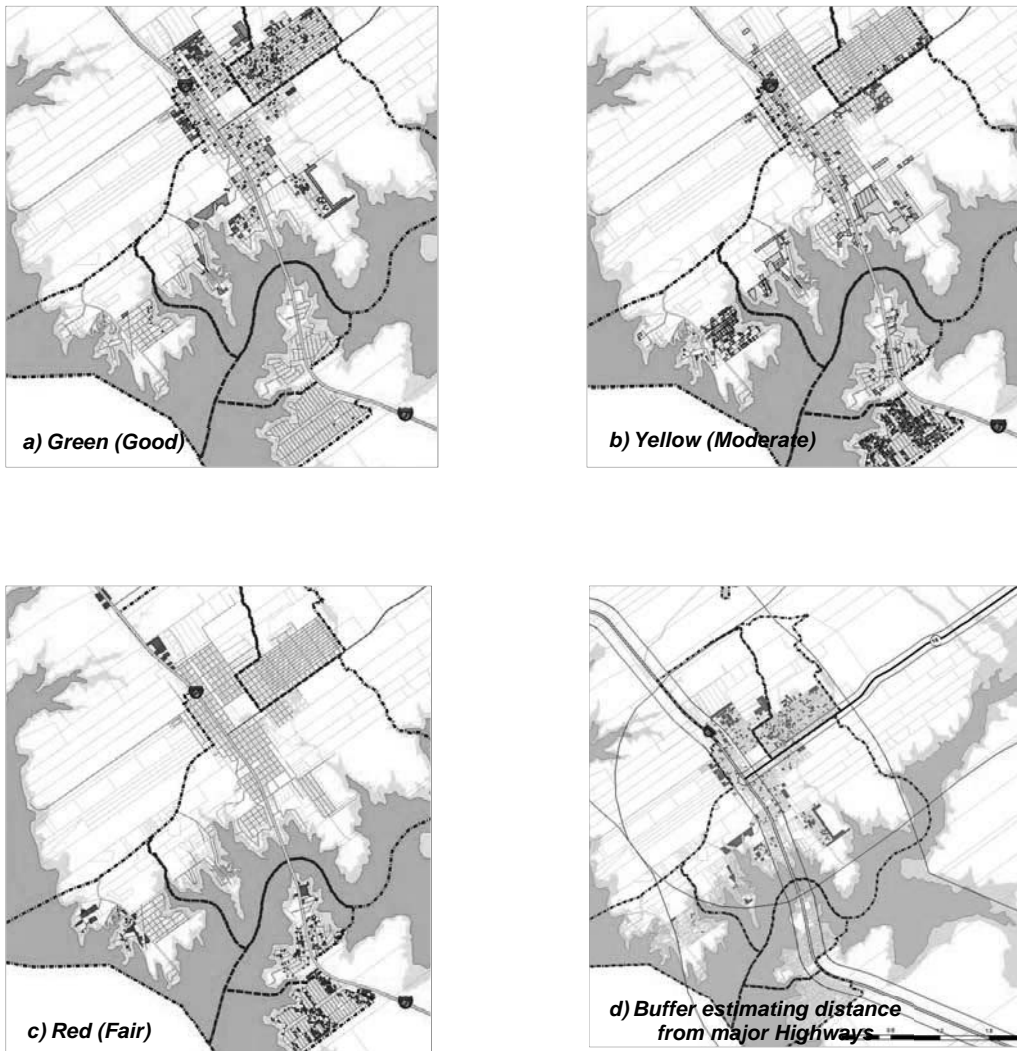 a) Green (Good)
b) Yellow (Moderate)
c) Red (Fair)
d) Buffer estimating distance
from major Highways